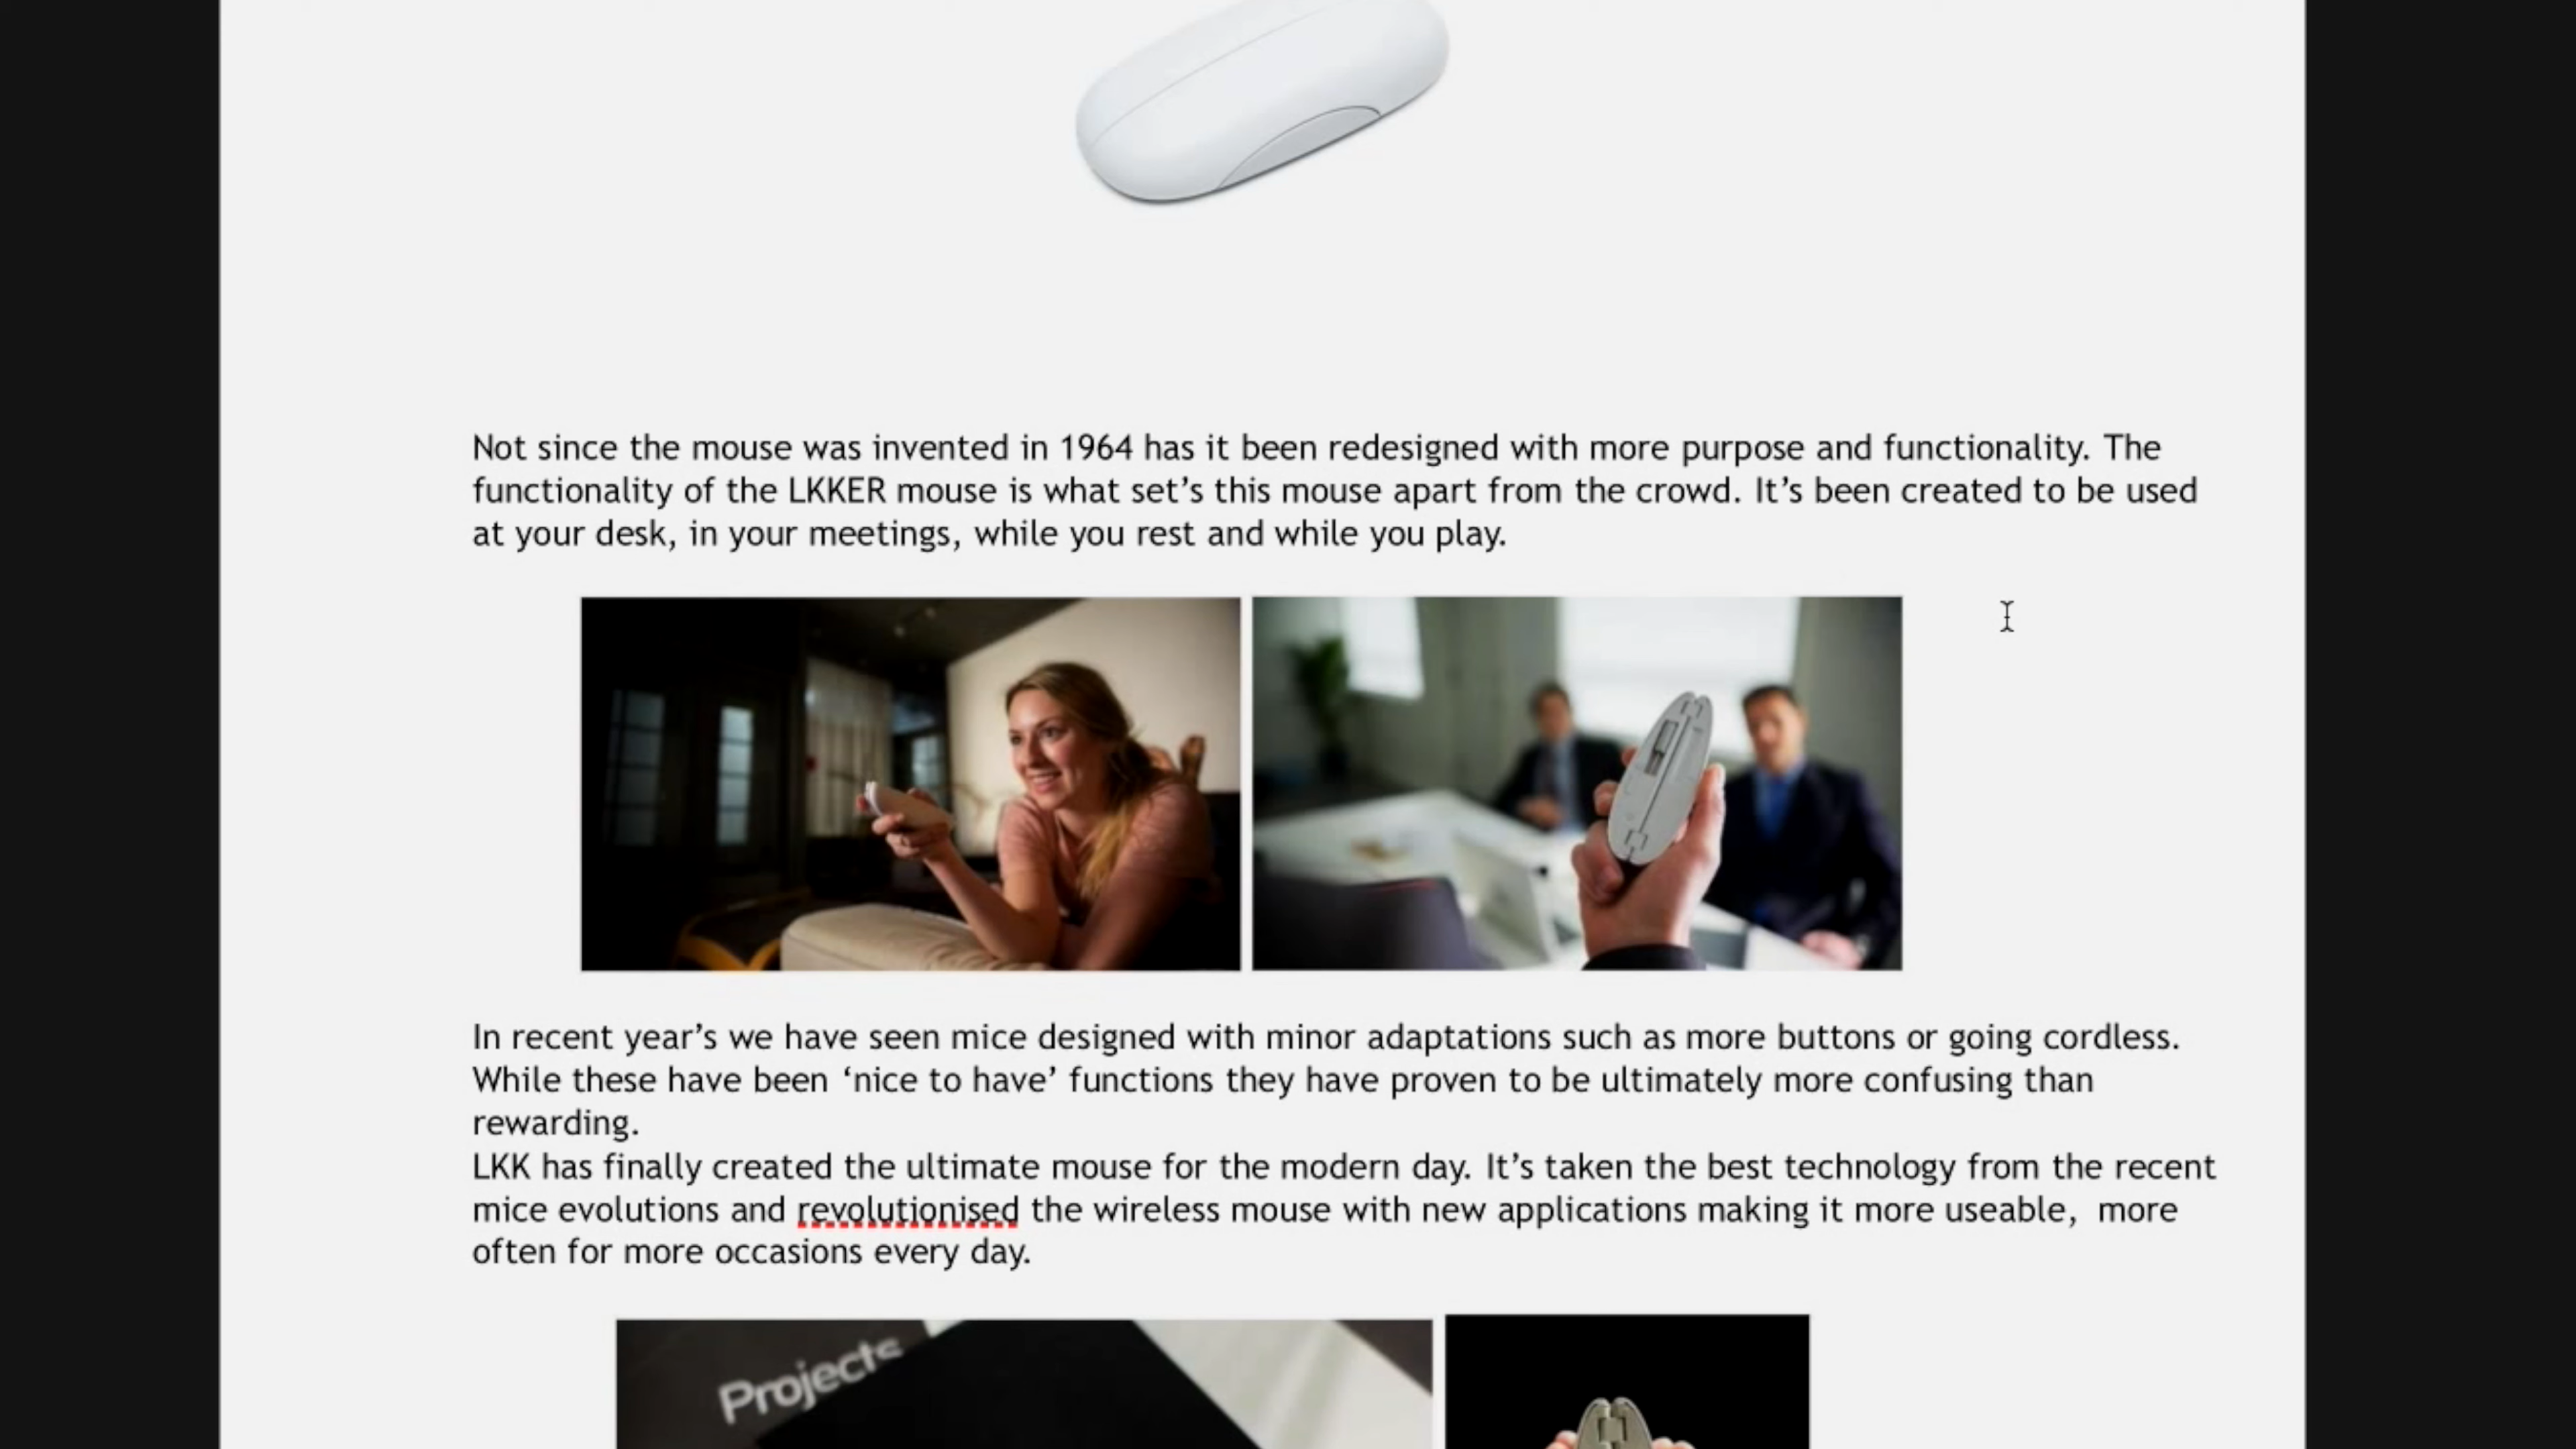 Not since the mouse was invented in 1964 has it been redesigned with more purpose and functionality. The
functionality of the LKKER mouse is what set’s this mouse apart from the crowd. It’s been created to be used
at your desk, in your meetings, while you rest and while you play.
In recent year’s we have seen mice designed with minor adaptations such as more buttons or going cordless.
While these have been ‘nice to have’ functions they have proven to be ultimately more confusing than
rewarding.
LKK has finally created the ultimate mouse for the modern day. It’s taken the best technology from the recent
mice evolutions and revolutionised the wireless mouse with new applications making it more useable,  more
often for more occasions every day.
Projects